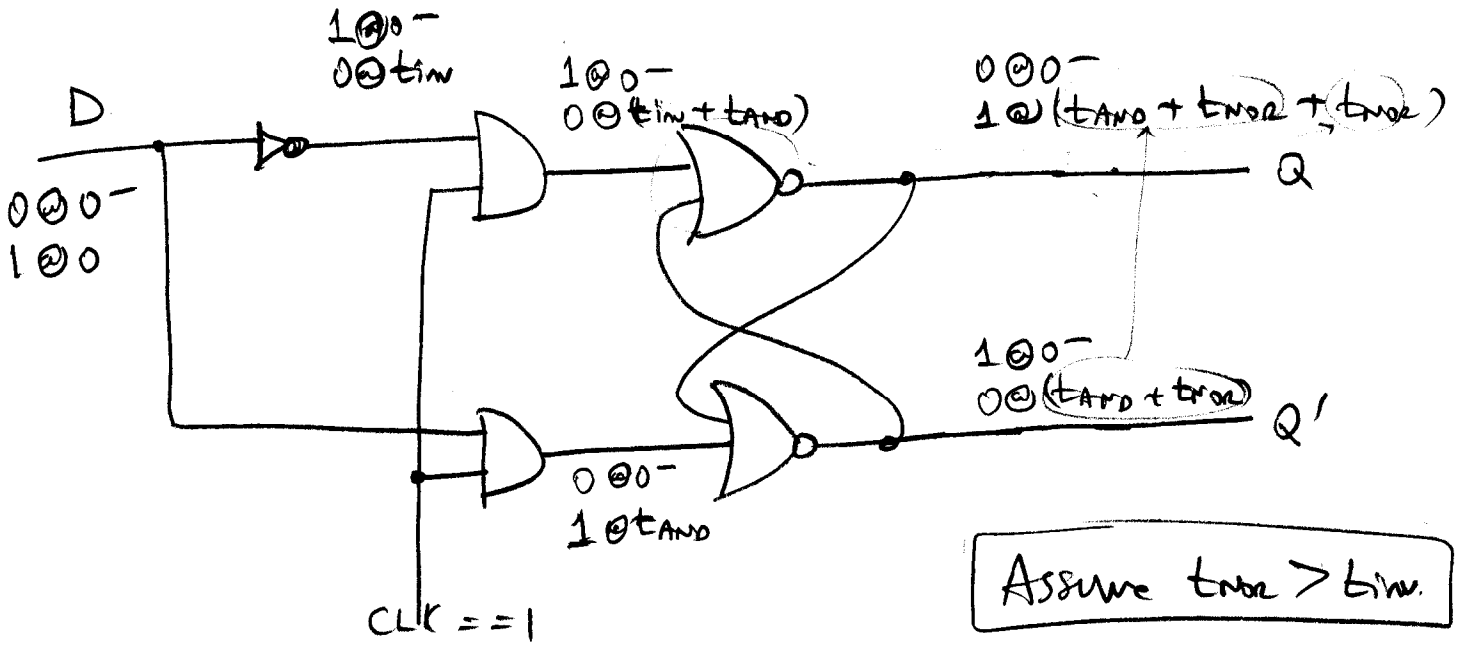 1@0-
0@tinv
D
0@0-
1@0
1@0-
0@(tinv + tAND)
0@0-
1@(tAND + tNOR + tNOR)
Q
1@0-
0@(tAND + tNOR)
Q'
0@0-
1@tAND
CLK == 1
Assume tNOR > tinv.